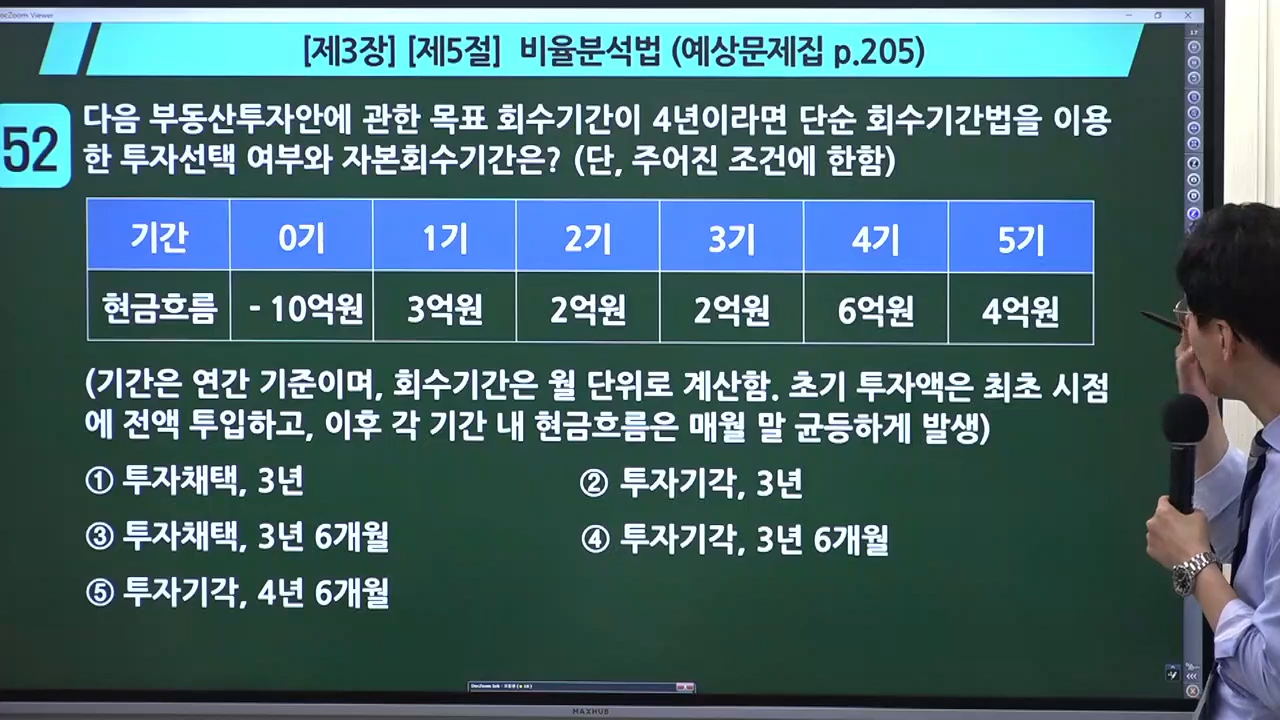 DocZoom Viewer
[제3장] [제5절] 비율분석법 (예상문제집 p.205)
52
다음 부동산투자안에 관한 목표 회수기간이 4년이라면 단순 회수기간법을 이용
한 투자선택 여부와 자본회수기간은? (단, 주어진 조건에 한함)
기간 0기 1기 2기 3기 4기 5기
현금흐름 - 10억원 3억원 2억원 2억원 6억원 4억원
(기간은 연간 기준이며, 회수기간은 월 단위로 계산함. 초기 투자액은 최초 시점
에 전액 투입하고, 이후 각 기간 내 현금흐름은 매월 말 균등하게 발생)
① 투자채택, 3년 ② 투자기각, 3년
③ 투자채택, 3년 6개월 ④ 투자기각, 3년 6개월
⑤ 투자기각, 4년 6개월
MAXHUB